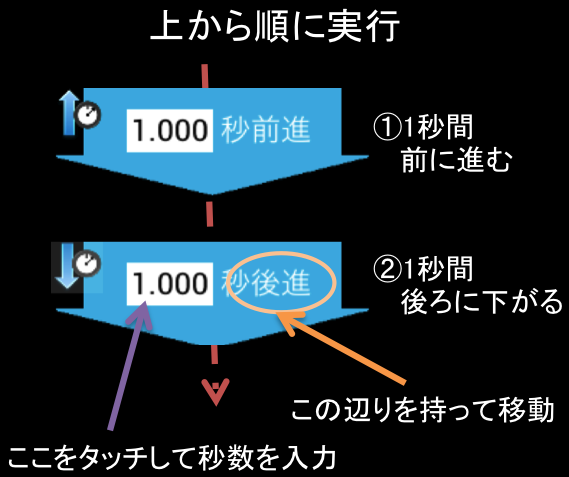 上から順に実行
1.000 秒前進
①1秒間
前に進む
1.000 秒後進
②1秒間
後ろに下がる
この辺りを持って移動
ここをタッチして秒数を入力